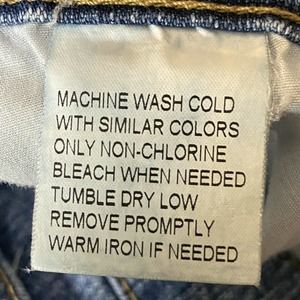 MACHINE WASH COLD
WITH SIMILAR COLORS
ONLY NON-CHLORINE
BLEACH WHEN NEEDED
TUMBLE DRY LOW
REMOVE PROMPTLY
WARM IRON IF NEEDED